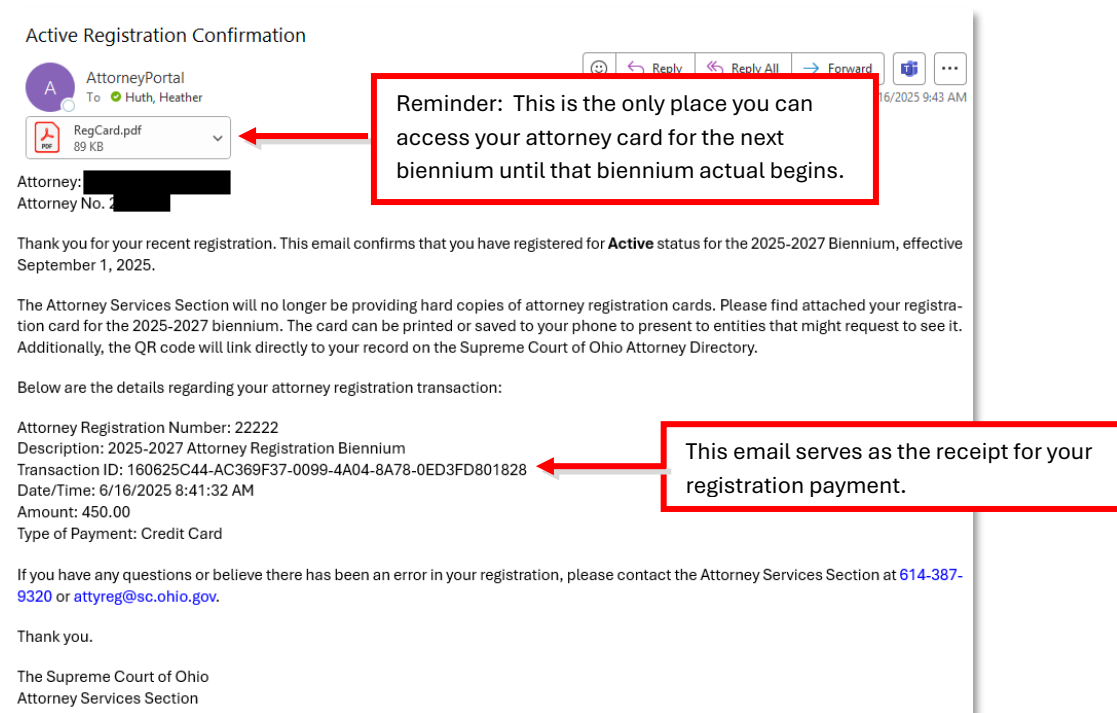 Active Registration Confirmation
A
AttorneyPortal
To Huth, Heather
Reply
Reply All
Forward
16/2025 9:43 AM
PDF
RegCard.pdf
89 KB
Reminder: This is the only place you can
access your attorney card for the next
biennium until that biennium actual begins.
Attorney:
Attorney No. 2
Thank you for your recent registration. This email confirms that you have registered for Active status for the 2025-2027 Biennium, effective
September 1, 2025.
The Attorney Services Section will no longer be providing hard copies of attorney registration cards. Please find attached your registra-
tion card for the 2025-2027 biennium. The card can be printed or saved to your phone to present to entities that might request to see it.
Additionally, the QR code will link directly to your record on the Supreme Court of Ohio Attorney Directory.
Below are the details regarding your attorney registration transaction:
Attorney Registration Number: 22222
Description: 2025-2027 Attorney Registration Biennium
Transaction ID: 160625C44-AC369F37-0099-4A04-8A78-0ED3FD801828
Date/Time: 6/16/2025 8:41:32 AM
Amount: 450.00
Type of Payment: Credit Card
This email serves as the receipt for your
registration payment.
If you have any questions or believe there has been an error in your registration, please contact the Attorney Services Section at 614-387-
9320 or attyreg@sc.ohio.gov.
Thank you.
The Supreme Court of Ohio
Attorney Services Section